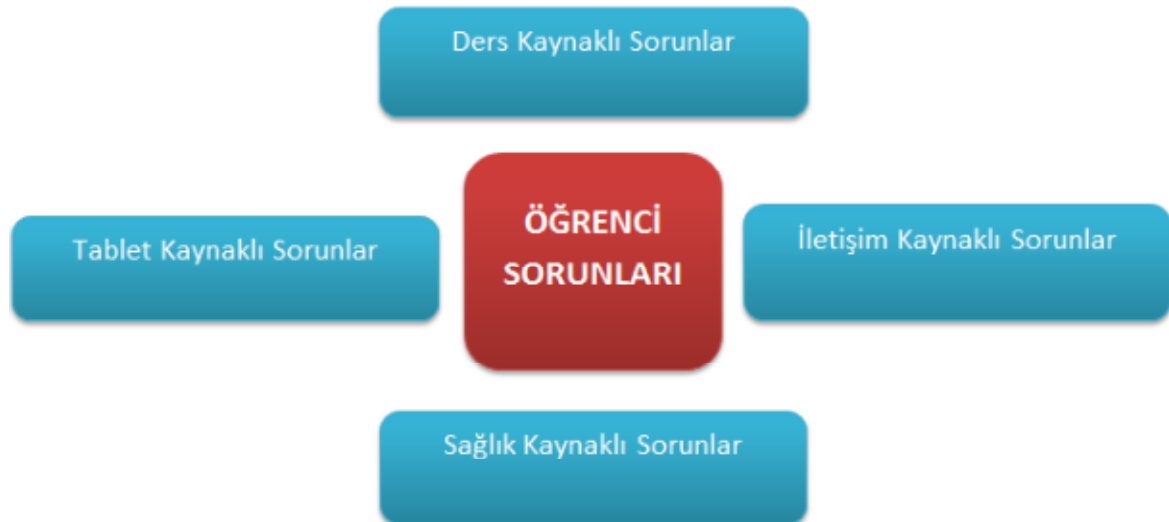 Ders Kaynaklı Sorunlar
ÖĞRENCİ
SORUNLARI
Tablet Kaynaklı Sorunlar
İletişim Kaynaklı Sorunlar
Sağlık Kaynaklı Sorunlar